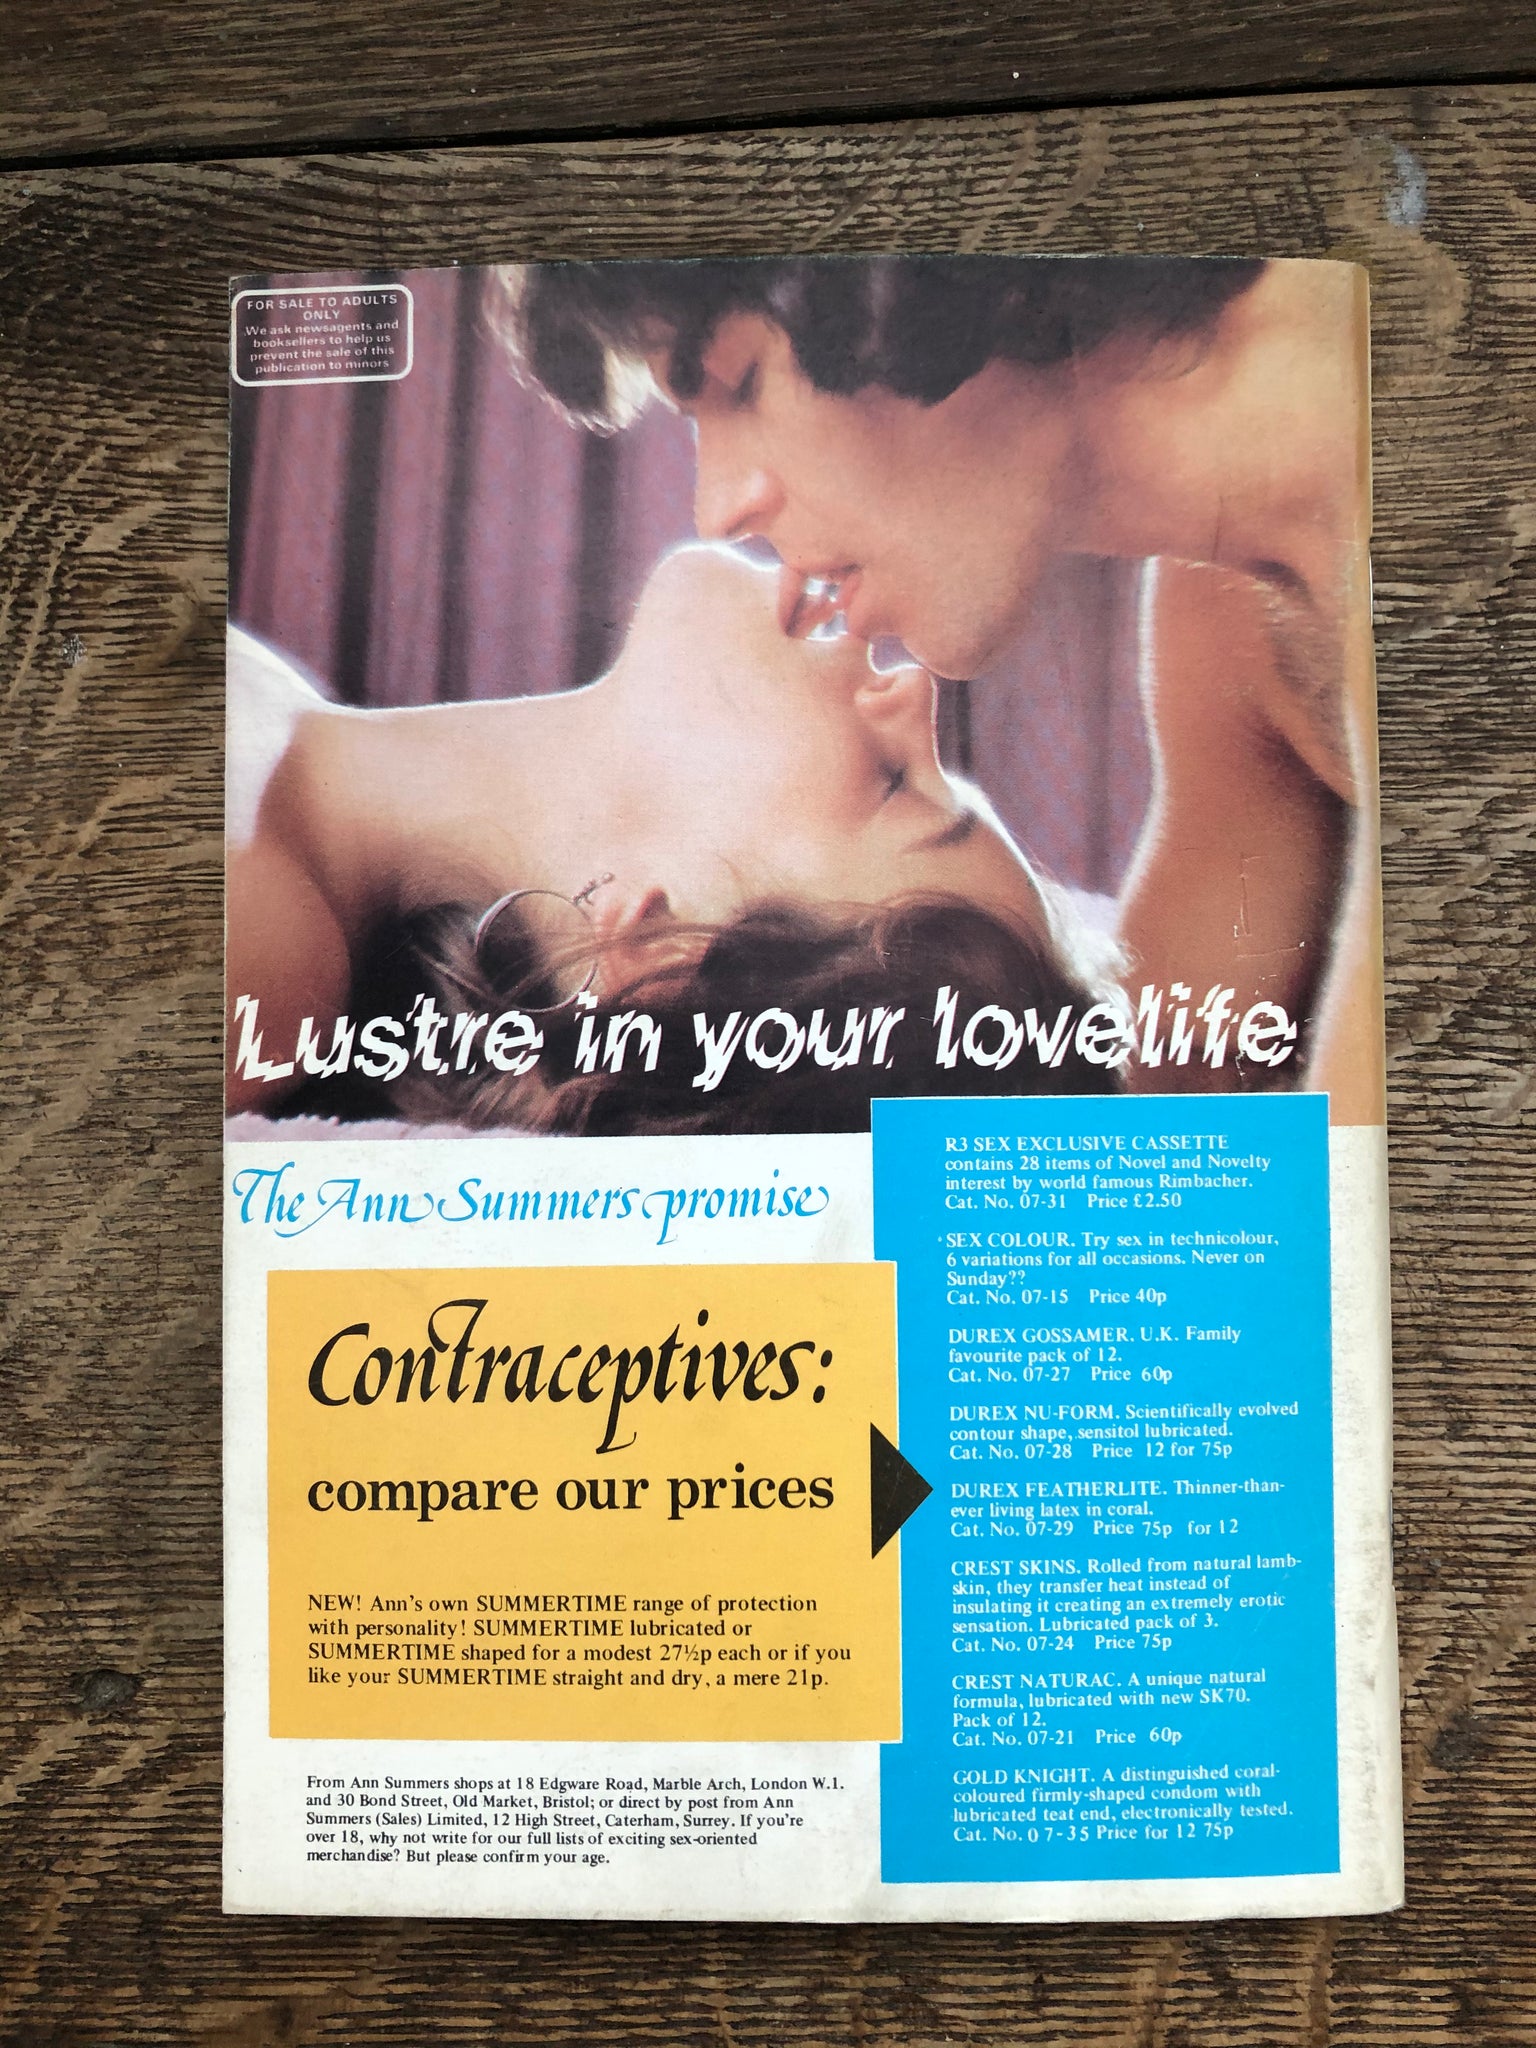 FOR SALE TO ADULTS
ONLY
We ask newsagents and
booksellers to help us
prevent the sale of this
publication to minors
Lustre in your lovelife
The Ann Summers promise
Contraceptives:
compare our prices
NEW! Ann's own SUMMERTIME range of protection
with personality! SUMMERTIME lubricated or
SUMMERTIME shaped for a modest 27½p each or if you
like your SUMMERTIME straight and dry, a mere 21p.
From Ann Summers shops at 18 Edgware Road, Marble Arch, London W.1.
and 30 Bond Street, Old Market, Bristol; or direct by post from Ann
Summers (Sales) Limited, 12 High Street, Caterham, Surrey. If you're
over 18, why not write for our full lists of exciting sex-oriented
merchandise? But please confirm your age.
R3 SEX EXCLUSIVE CASSETTE
contains 28 items of Novel and Novelty
interest by world famous Rimbacher.
Cat. No. 07-31 Price £2.50
SEX COLOUR. Try sex in technicolour,
6 variations for all occasions. Never on
Sunday??
Cat. No. 07-15 Price 40p
DUREX GOSSAMER. U.K. Family
favourite pack of 12.
Cat. No. 07-27 Price 60p
DUREX NU-FORM. Scientifically evolved
contour shape, sensitol lubricated.
Cat. No. 07-28 Price 12 for 75p
DUREX FEATHERLITE. Thinner-than-
ever living latex in coral.
Cat. No. 07-29 Price 75p for 12
CREST SKINS. Rolled from natural lamb-
skin, they transfer heat instead of
insulating it creating an extremely erotic
sensation. Lubricated pack of 3.
Cat. No. 07-24 Price 75p
CREST NATURAC. A unique natural
formula, lubricated with new SK70.
Pack of 12.
Cat. No. 07-21 Price 60p
GOLD KNIGHT. A distinguished coral-
coloured firmly-shaped condom with
lubricated teat end, electronically tested.
Cat. No. 07-35 Price for 12 75p